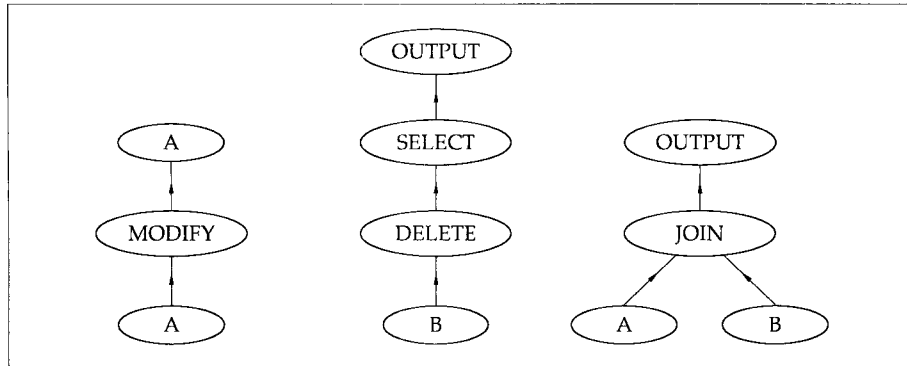 OUTPUT
A
SELECT
OUTPUT
MODIFY
DELETE
JOIN
A
B
A
B